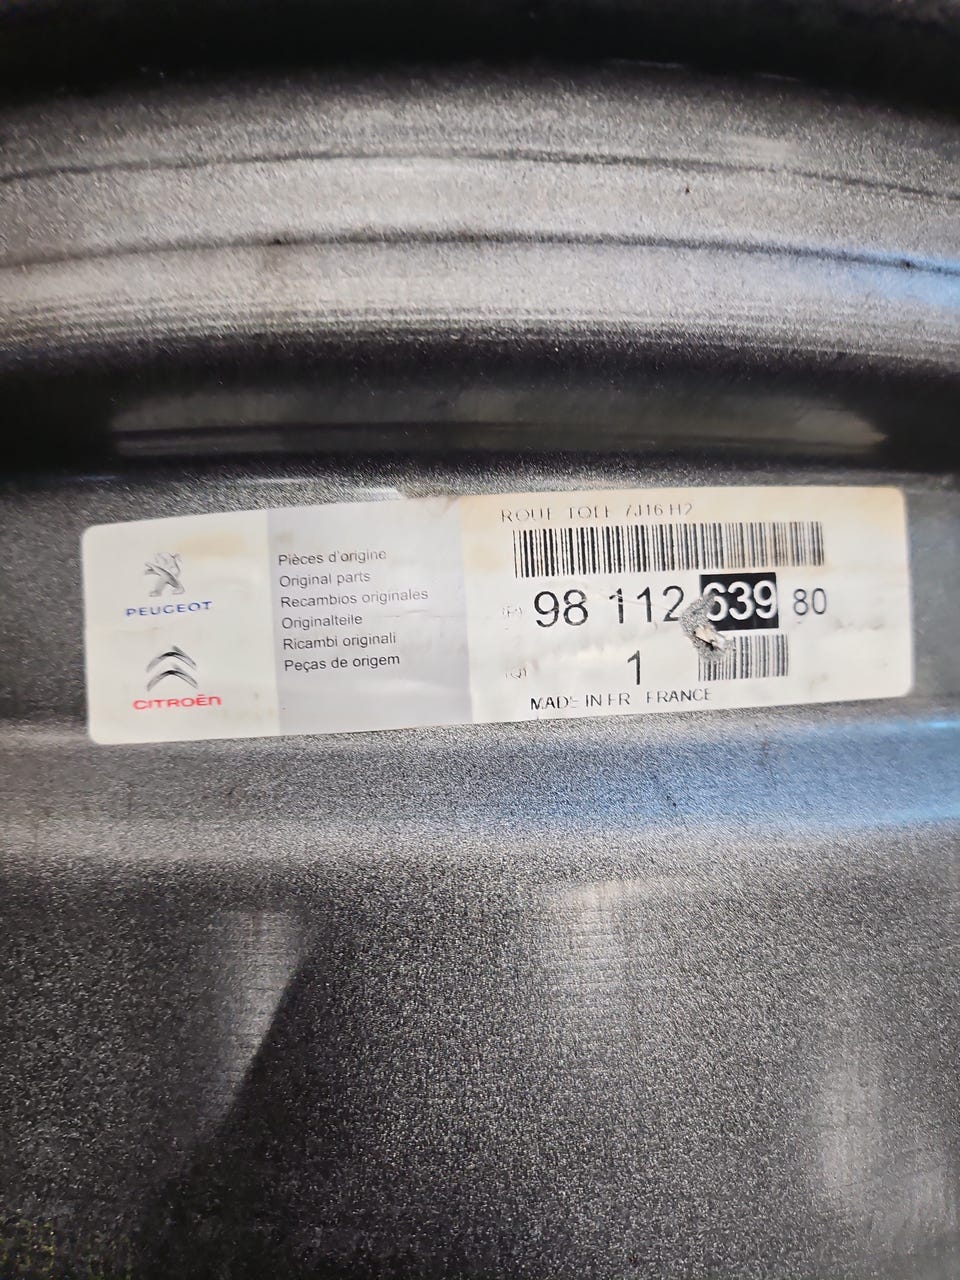 PEUGEOT
CITROËN
Pièces d'origine
Original parts
Recambios originales
Originalteile
Ricambi originali
Peças de origem
ROUE TOLE 7J16 H2
(P) 98 112 639 80
(Q) 1
MADE IN FR FRANCE